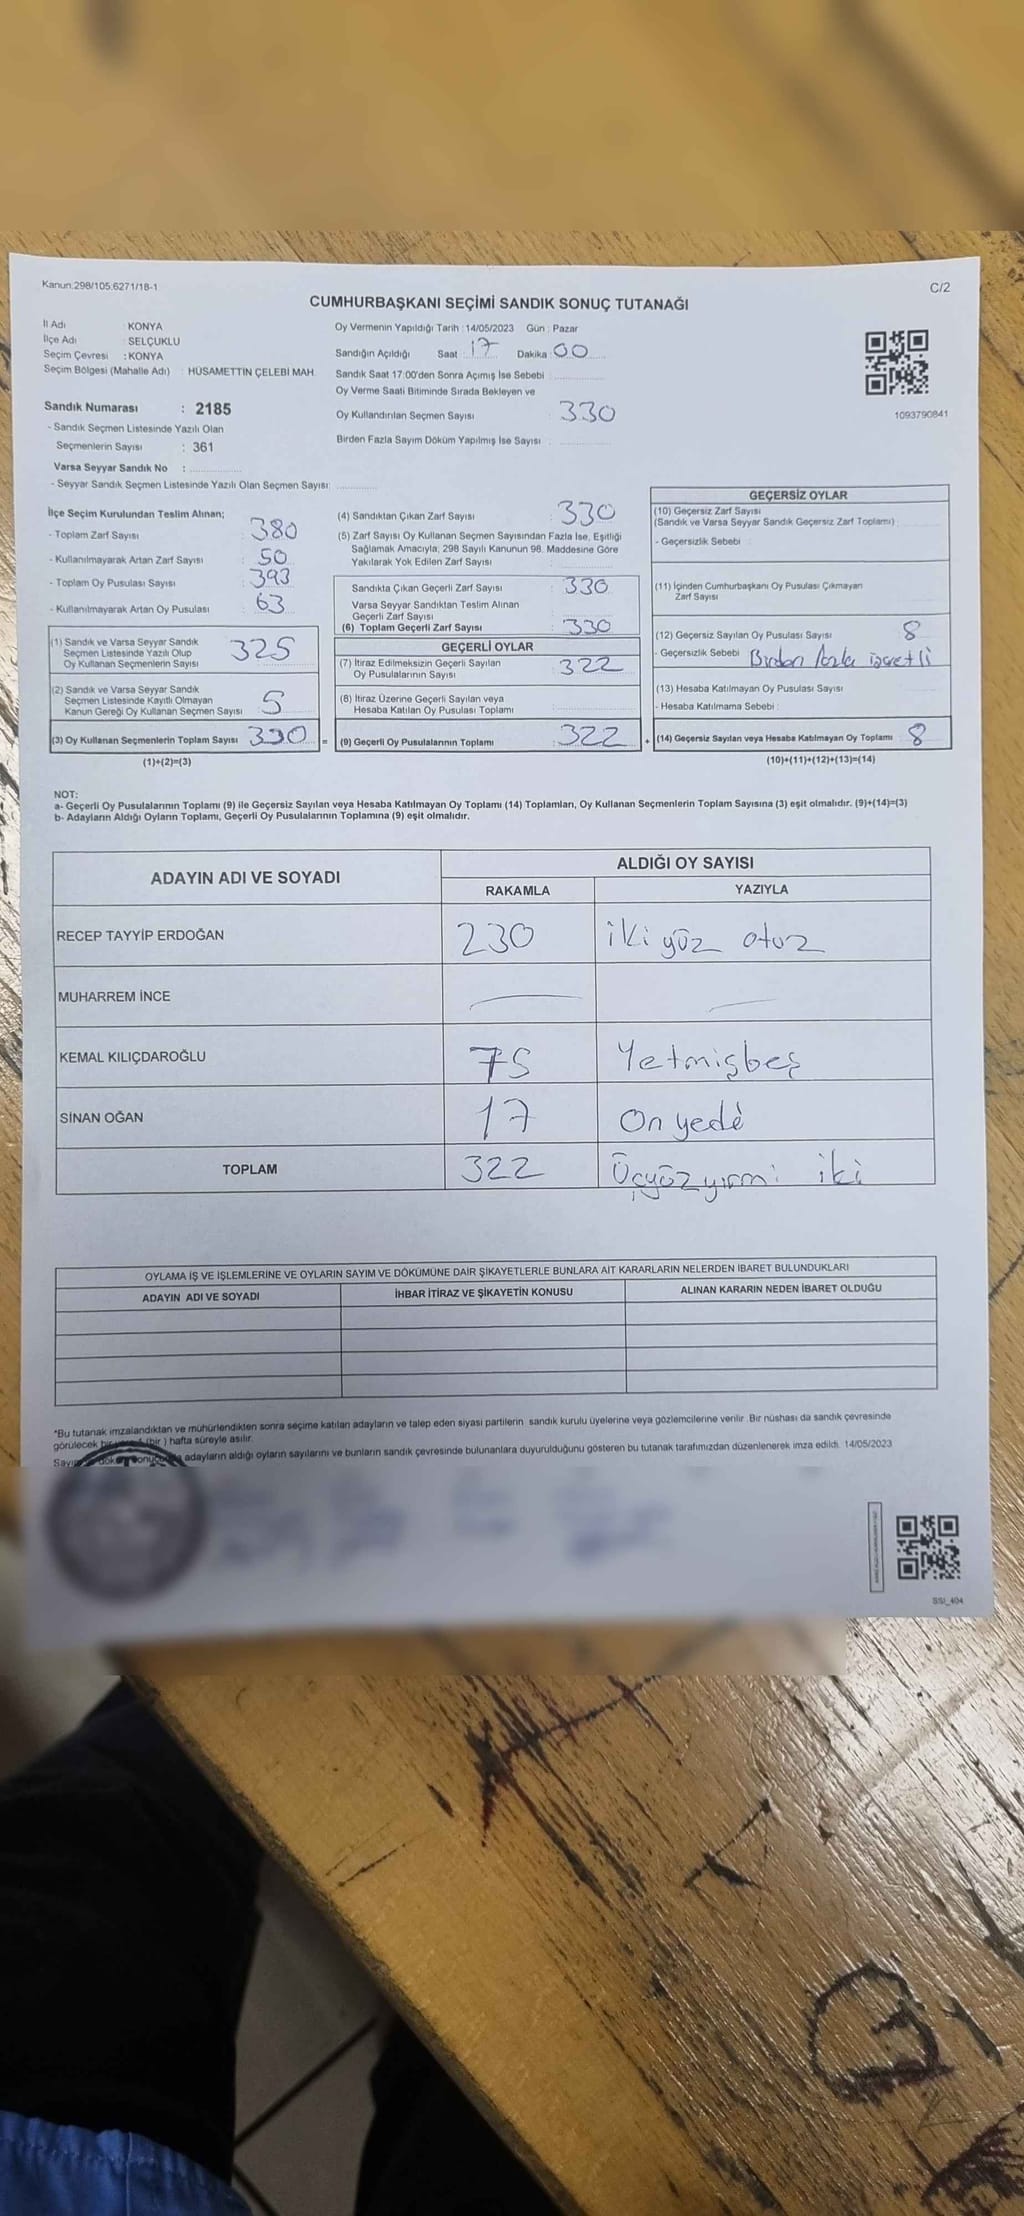 Kanun.298/105.6271/18-1
C/2
CUMHURBAŞKANI SEÇİMİ SANDIK SONUÇ TUTANAĞI
İl Adı : KONYA
İlçe Adı : SELÇUKLU
Seçim Çevresi : KONYA
Seçim Bölgesi (Mahalle Adı) : HÜSAMETTİN ÇELEBİ MAH.
Sandık Numarası : 2185
- Sandık Seçmen Listesinde Yazılı Olan
Seçmenlerin Sayısı : 361
Varsa Seyyar Sandık No :
- Seyyar Sandık Seçmen Listesinde Yazılı Olan Seçmen Sayısı:
Oy Vermenin Yapıldığı Tarih : 14/05/2023 Gün : Pazar
Sandığın Açıldığı Saat : 17 Dakika : 00
Sandık Saat 17:00'den Sonra Açımış İse Sebebi :
Oy Verme Saati Bitiminde Sırada Bekleyen ve
Oy Kullandırılan Seçmen Sayısı : 330
Birden Fazla Sayım Döküm Yapılmış İse Sayısı :
1093790841
İlçe Seçim Kurulundan Teslim Alınan;
- Toplam Zarf Sayısı : 380
- Kullanılmayarak Artan Zarf Sayısı : 50
- Toplam Oy Pusulası Sayısı : 393
- Kullanılmayarak Artan Oy Pusulası : 63
(1) Sandık ve Varsa Seyyar Sandık
Seçmen Listesinde Yazılı Olup
Oy Kullanan Seçmenlerin Sayısı : 325
(2) Sandık ve Varsa Seyyar Sandık
Seçmen Listesinde Kayıtlı Olmayan
Kanun Gereği Oy Kullanan Seçmen Sayısı : 5
(3) Oy Kullanan Seçmenlerin Toplam Sayısı : 330 =
(1)+(2)=(3)
(4) Sandıktan Çıkan Zarf Sayısı : 330
(5) Zarf Sayısı Oy Kullanan Seçmen Sayısından Fazla İse, Eşitliği
Sağlamak Amacıyla, 298 Sayılı Kanunun 98. Maddesine Göre
Yakılarak Yok Edilen Zarf Sayısı :
Sandıkta Çıkan Geçerli Zarf Sayısı : 330
Varsa Seyyar Sandıktan Teslim Alınan
Geçerli Zarf Sayısı :
(6) Toplam Geçerli Zarf Sayısı : 330
GEÇERLİ OYLAR
(7) İtiraz Edilmeksizin Geçerli Sayılan
Oy Pusulalarının Sayısı : 322
(8) İtiraz Üzerine Geçerli Sayılan veya
Hesaba Katılan Oy Pusulası Toplamı :
(9) Geçerli Oy Pusulalarının Toplamı : 322 +
GEÇERSİZ OYLAR
(10) Geçersiz Zarf Sayısı
(Sandık ve Varsa Seyyar Sandık Geçersiz Zarf Toplamı) :
- Geçersizlik Sebebi :
(11) İçinden Cumhurbaşkanı Oy Pusulası Çıkmayan
Zarf Sayısı
(12) Geçersiz Sayılan Oy Pusulası Sayısı 8
- Geçersizlik Sebebi : Birden fazla işaretli
(13) Hesaba Katılmayan Oy Pusulası Sayısı
- Hesaba Katılmama Sebebi :
(14) Geçersiz Sayılan veya Hesaba Katılmayan Oy Toplamı 8
(10)+(11)+(12)+(13)=(14)
NOT:
a- Geçerli Oy Pusulalarının Toplamı (9) ile Geçersiz Sayılan veya Hesaba Katılmayan Oy Toplamı (14) Toplamları, Oy Kullanan Seçmenlerin Toplam Sayısına (3) eşit olmalıdır. (9)+(14)=(3)
b- Adayların Aldığı Oyların Toplamı, Geçerli Oy Pusulalarının Toplamına (9) eşit olmalıdır.
ADAYIN ADI VE SOYADI
ALDIĞI OY SAYISI
RAKAMLA YAZIYLA
RECEP TAYYİP ERDOĞAN 230 iki yüz otuz
MUHARREM İNCE
KEMAL KILIÇDAROĞLU 75 Yetmişbeş
SİNAN OĞAN 17 On yedi
TOPLAM 322 Üçyüz yirmi iki
OYLAMA İŞ VE İŞLEMLERİNE VE OYLARIN SAYIM VE DÖKÜMÜNE DAİR ŞİKAYETLERLE BUNLARA AİT KARARLARIN NELERDEN İBARET BULUNDUKLARI
ADAYIN ADI VE SOYADI İHBAR İTİRAZ VE ŞİKAYETİN KONUSU ALINAN KARARIN NEDEN İBARET OLDUĞU
*Bu tutanak imzalandıktan ve mühürlendikten sonra seçime katılan adayların ve talep eden siyasi partilerin sandık kurulu üyelerine veya gözlemcilerine verilir. Bir nüshası da sandık çevresinde
görülecek bir (bir) hafta süreyle asılır.
adayların aldığı oyların sayılarını ve bunların sandık çevresinde bulunanlara duyurulduğunu gösteren bu tutanak tarafımızdan düzenlenerek imza edildi. 14/05/2023
SSI_404